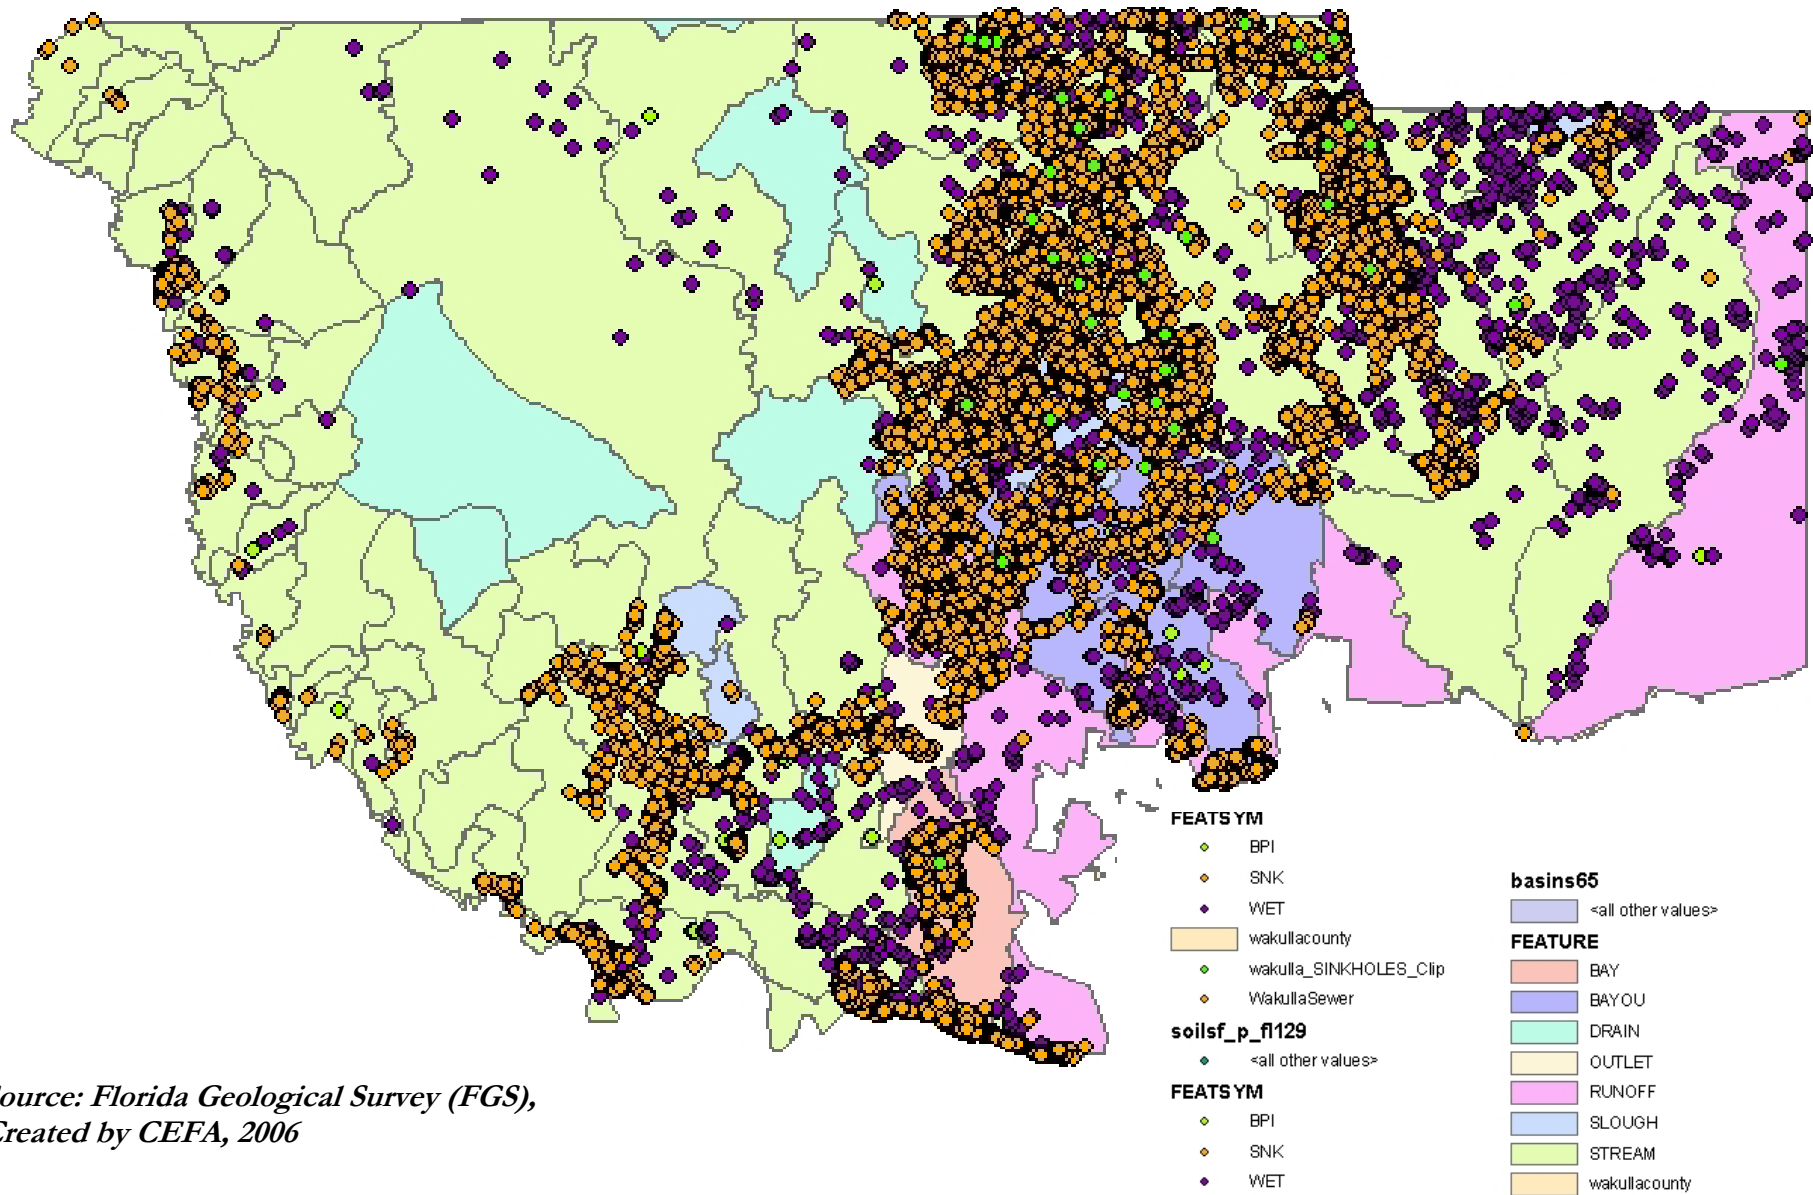 FEATSYM
BPI
SNK
WET
wakullacounty
wakulla_SINKHOLES_Clip
WakullaSewer
soilsf_p_fl129
<all other values>
FEATSYM
BPI
SNK
WET
basins65
<all other values>
FEATURE
BAY
BAYOU
DRAIN
OUTLET
RUNOFF
SLOUGH
STREAM
wakullacounty
ource: Florida Geological Survey (FGS),
Created by CEFA, 2006